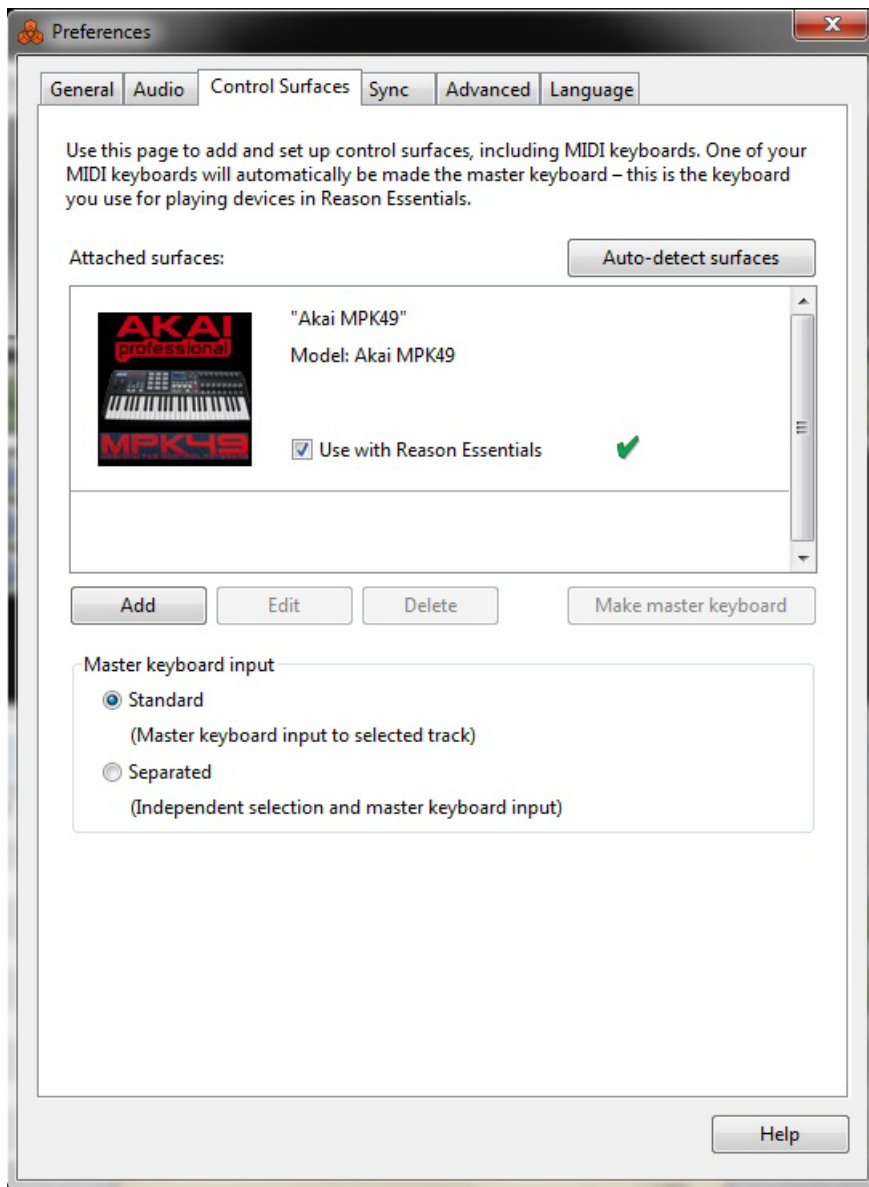 Preferences
General Audio Control Surfaces Sync Advanced Language
Use this page to add and set up control surfaces, including MIDI keyboards. One of your
MIDI keyboards will automatically be made the master keyboard – this is the keyboard
you use for playing devices in Reason Essentials.
Attached surfaces: Auto-detect surfaces
AKAI
professional
MPK49
"Akai MPK49"
Model: Akai MPK49
Use with Reason Essentials
Add Edit Delete Make master keyboard
Master keyboard input
Standard
(Master keyboard input to selected track)
Separated
(Independent selection and master keyboard input)
Help